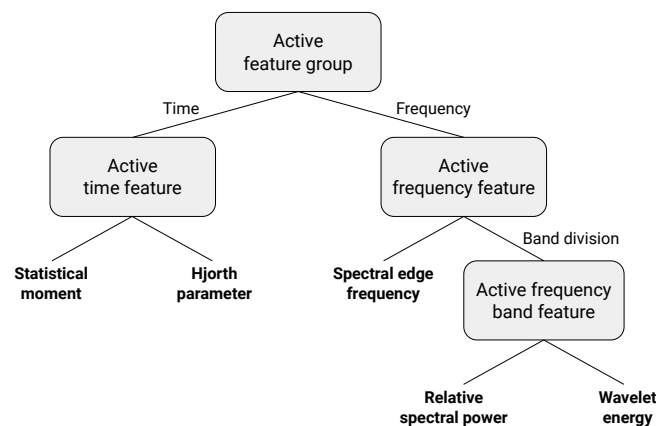 Active
feature group
Time
Frequency
Active
time feature
Active
frequency feature
Band division
Statistical
moment
Hjorth
parameter
Spectral edge
frequency
Active frequency
band feature
Relative
spectral power
Wavelet
energy